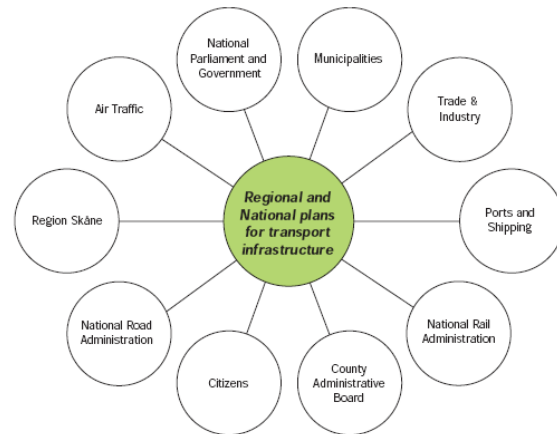 National
Parliament and
Government
Municipalities
Air Traffic
Trade &
Industry
Regional and
National plans
for transport
infrastructure
Region Skåne
Ports and
Shipping
National Road
Administration
National Rail
Administration
Citizens
County
Administrative
Board